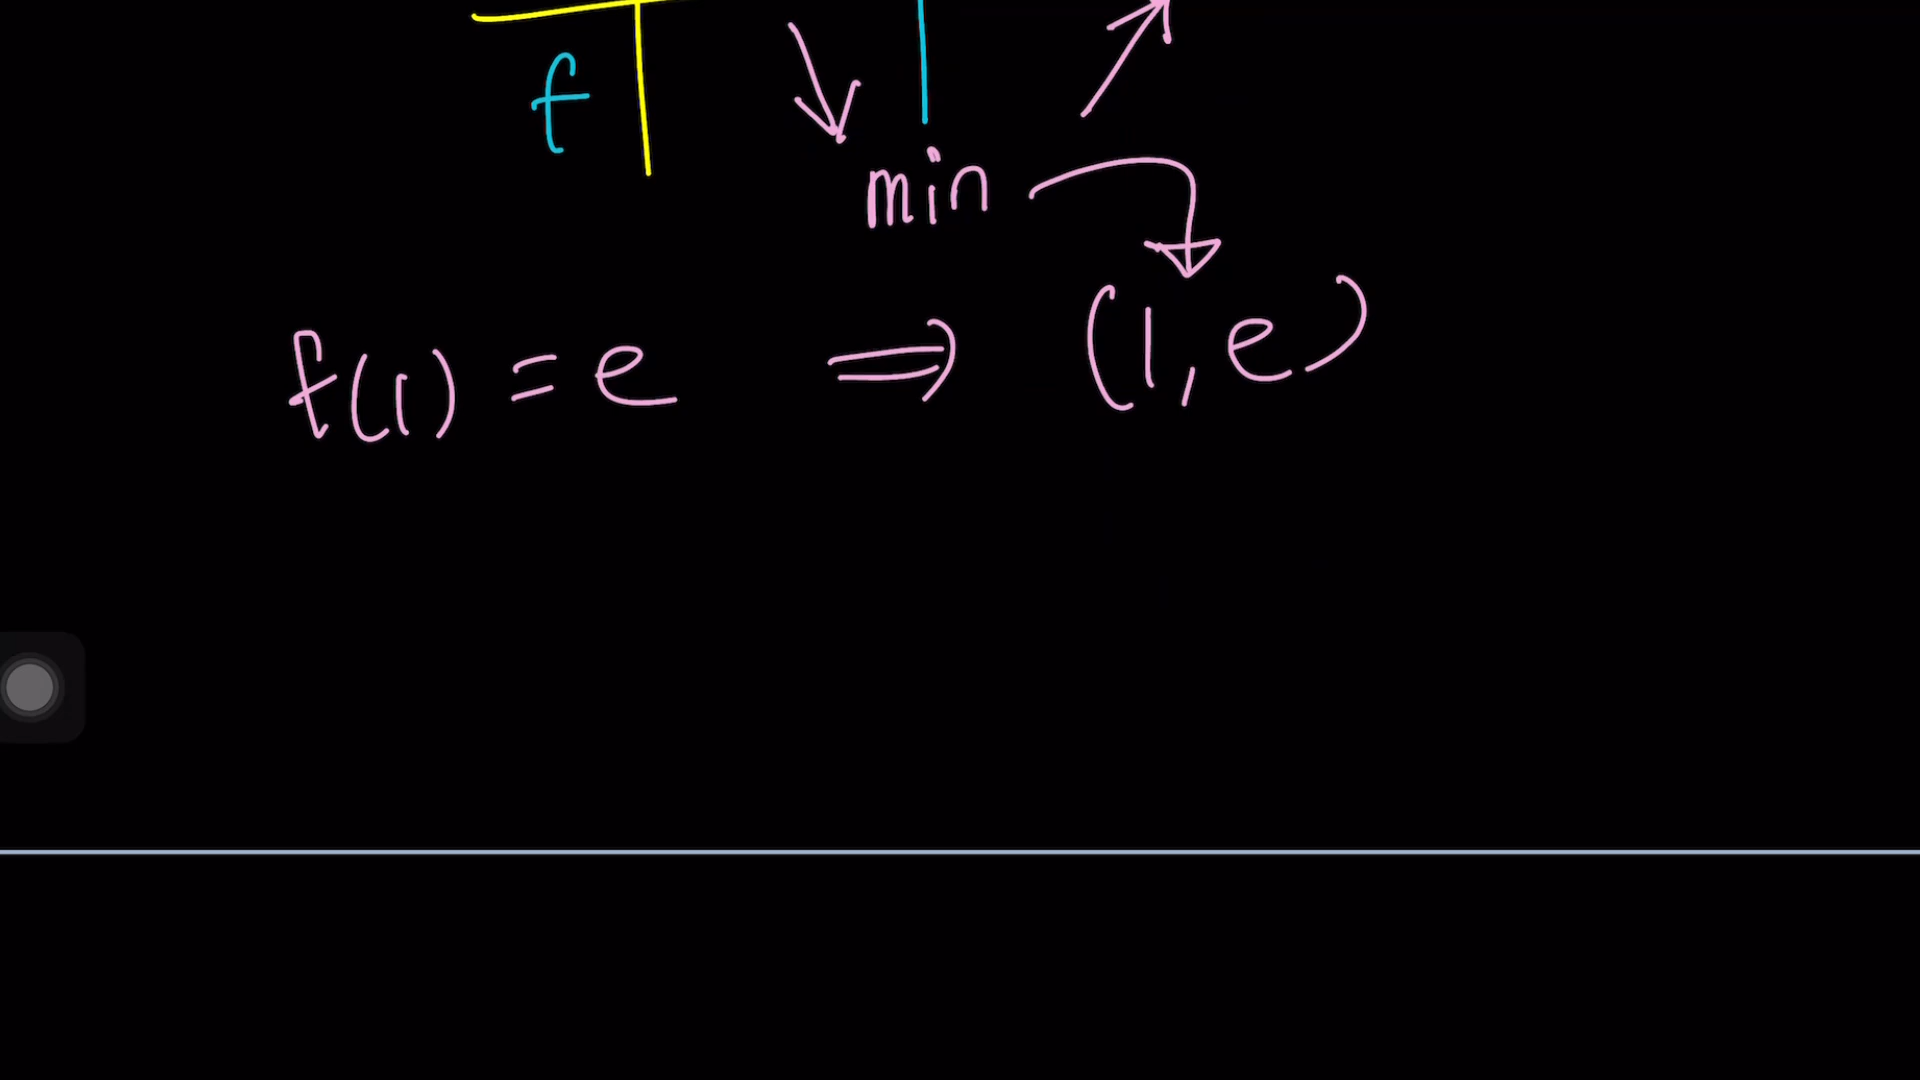 f
min
f(1) = e ⇒ (1, e)